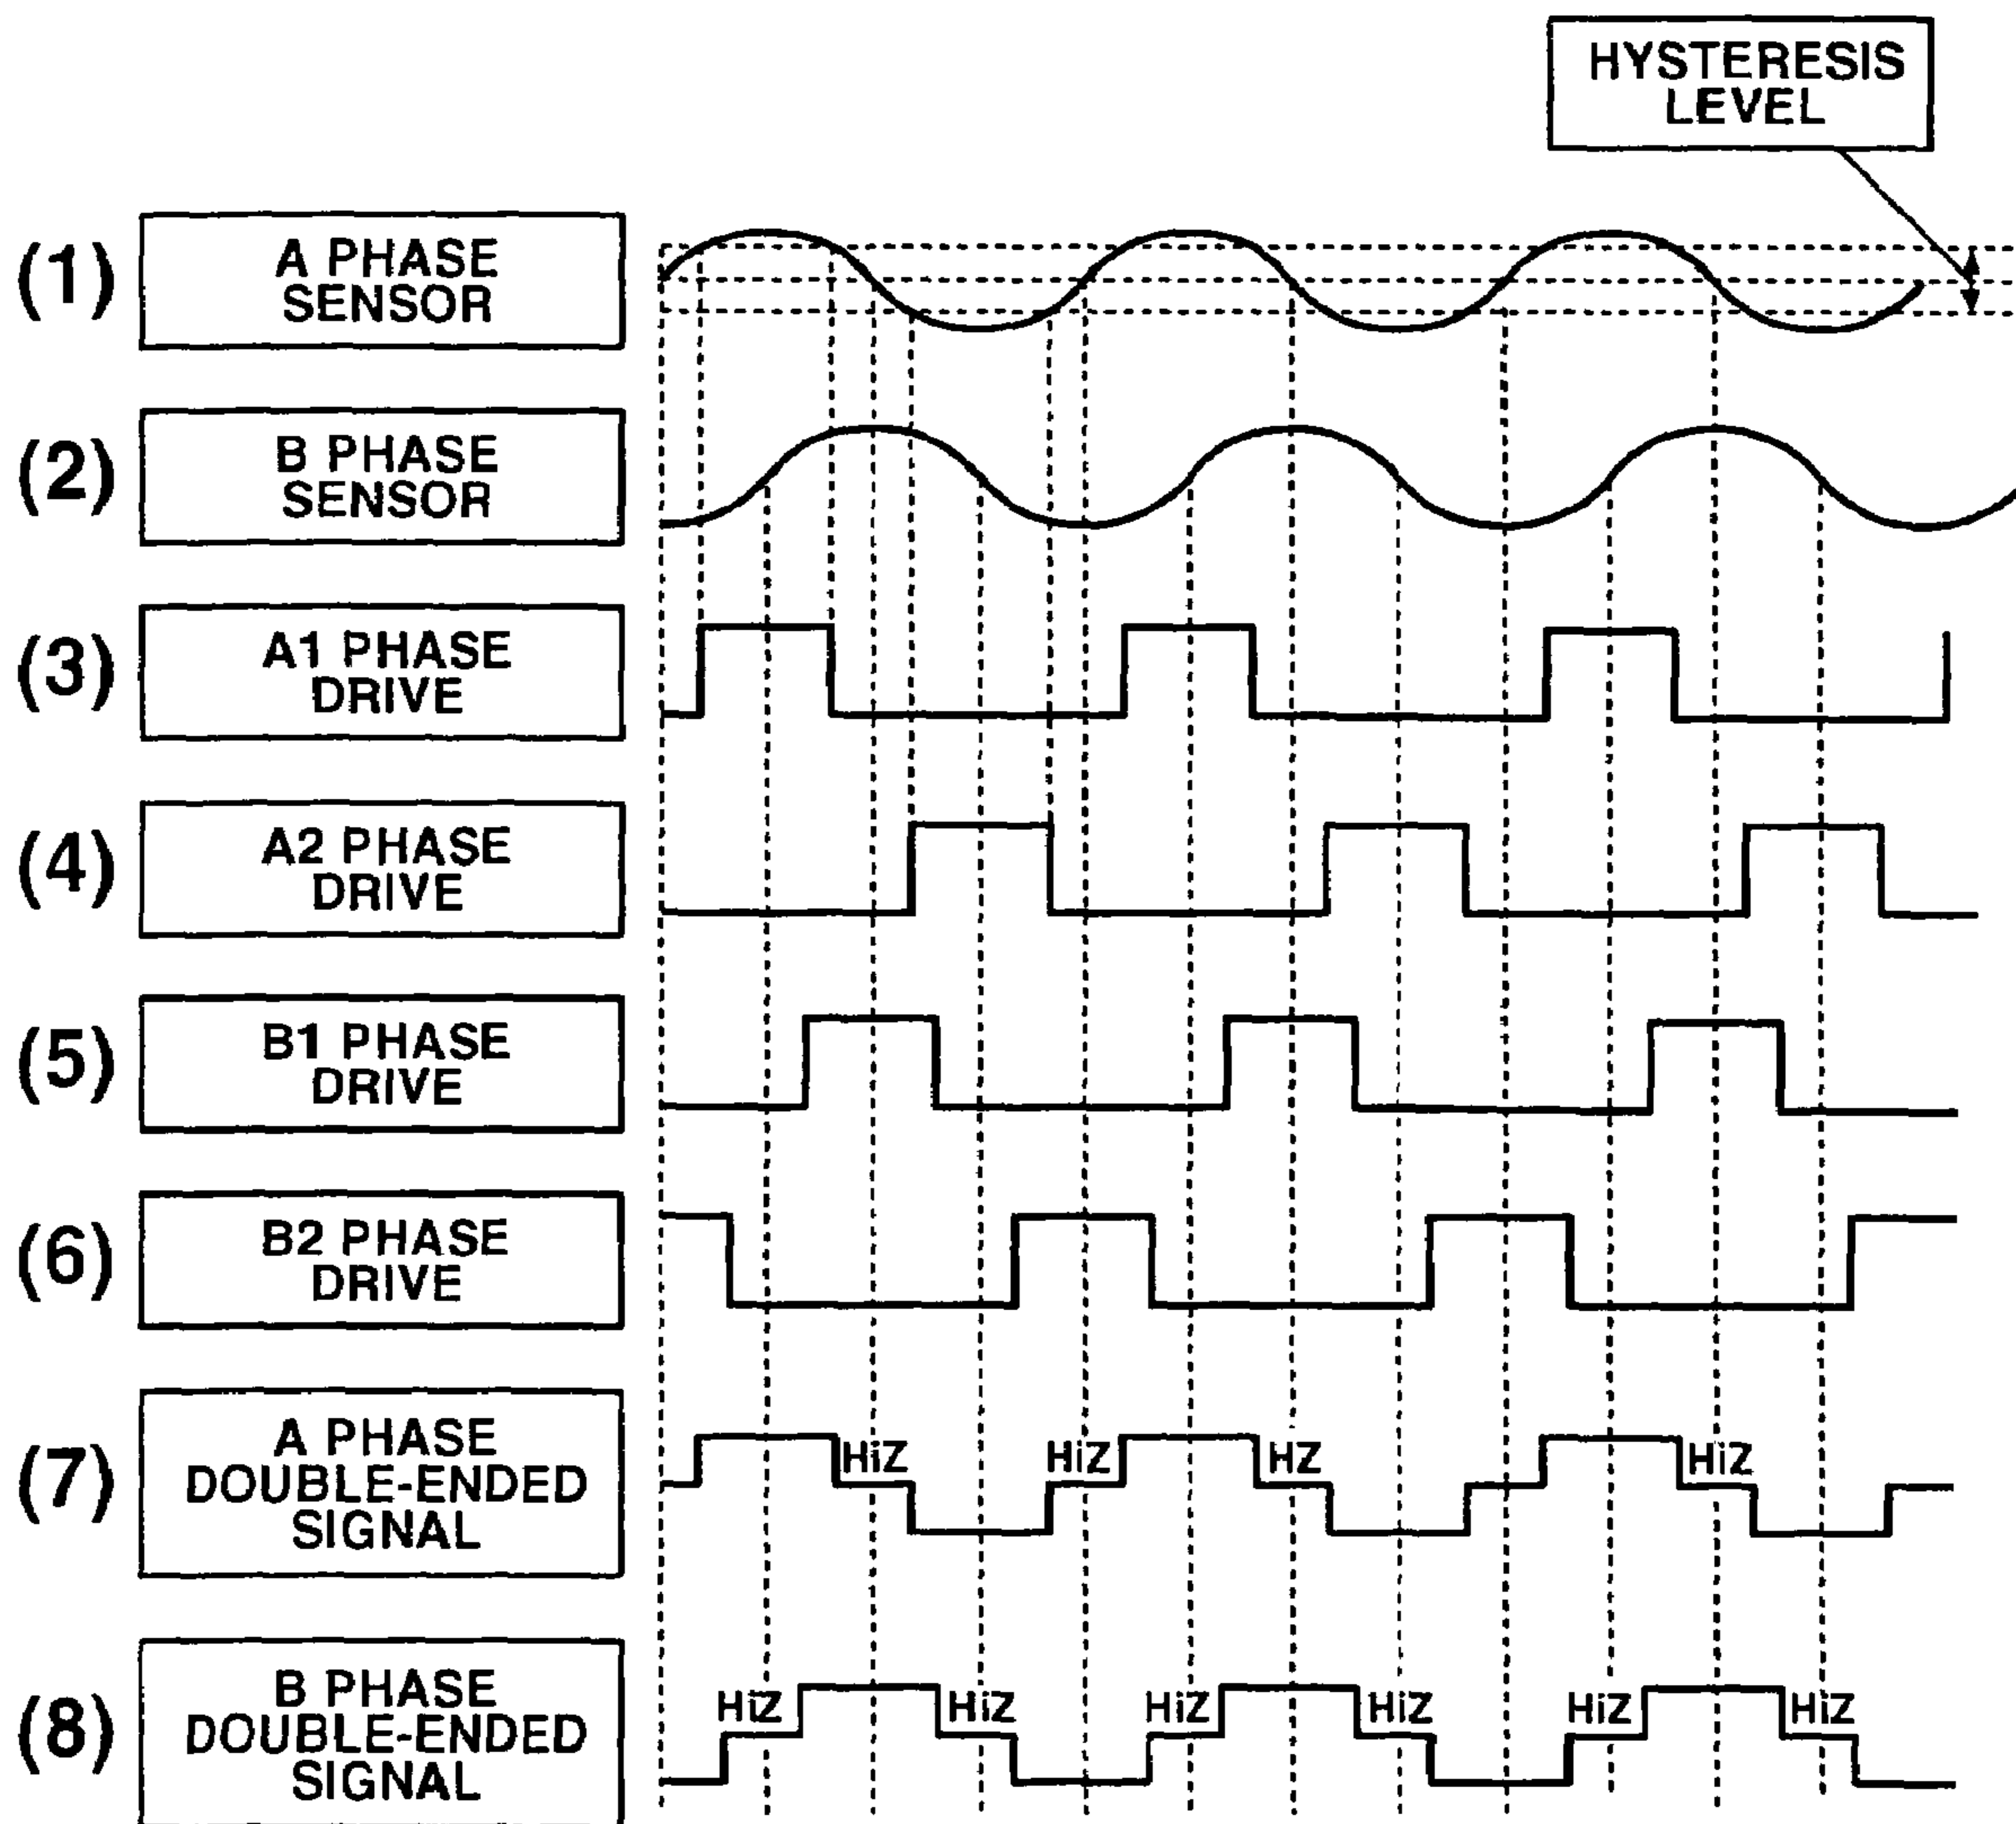 HYSTERESIS
LEVEL
(1)
A PHASE
SENSOR
(2)
B PHASE
SENSOR
(3)
A1 PHASE
DRIVE
(4)
A2 PHASE
DRIVE
(5)
B1 PHASE
DRIVE
(6)
B2 PHASE
DRIVE
(7)
A PHASE
DOUBLE-ENDED
SIGNAL
HiZ HiZ HZ HiZ
(8)
B PHASE
DOUBLE-ENDED
SIGNAL
HiZ HiZ HiZ HiZ HiZ HiZ